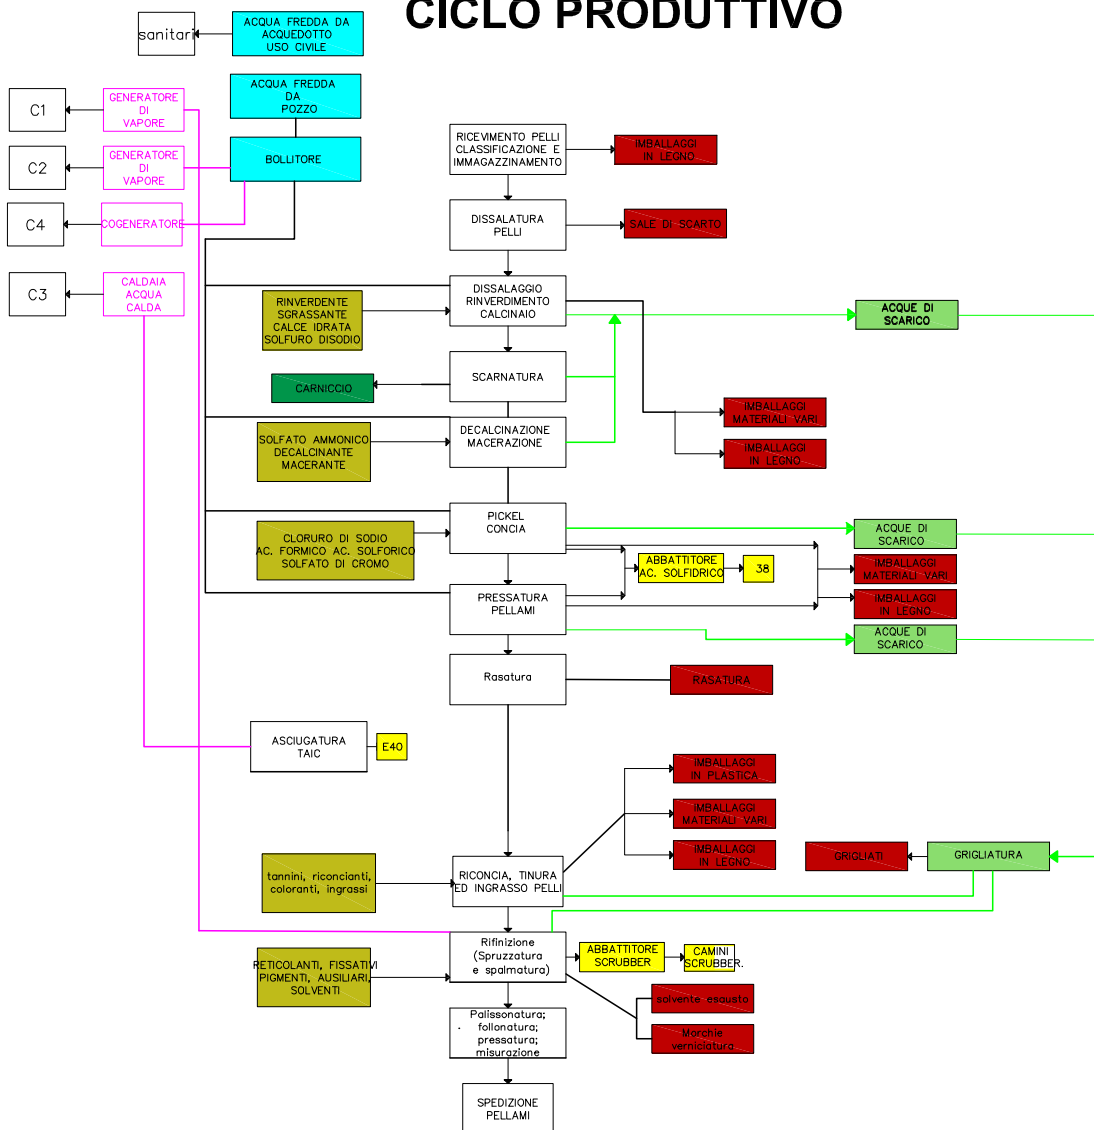 CICLO PRODUTTIVO
sanitari
ACQUA FREDDA DA
ACQUEDOTTO
USO CIVILE
ACQUA FREDDA
DA
POZZO
C1
GENERATORE
DI
VAPORE
C2
GENERATORE
DI
VAPORE
BOLLITORE
C4
COGENERATORE
C3
CALDAIA
ACQUA
CALDA
RICEVIMENTO PELLI
CLASSIFICAZIONE E
IMMAGAZZINAMENTO
IMBALLAGGI
IN LEGNO
DISSALATURA
PELLI
SALE DI SCARTO
RINVERDENTE
SGRASSANTE
CALCE IDRATA
SOLFURO DISODIO
DISSALAGGIO
RINVERDIMENTO
CALCINAIO
ACQUE DI
SCARICO
CARNICCIO
SCARNATURA
IMBALLAGGI
MATERIALI VARI
SOLFATO AMMONICO
DECALCINANTE
MACERANTE
DECALCINAZIONE
MACERAZIONE
IMBALLAGGI
IN LEGNO
CLORURO DI SODIO
AC. FORMICO AC. SOLFORICO
SOLFATO DI CROMO
PICKEL
CONCIA
ACQUE DI
SCARICO
ABBATTITORE
AC. SOLFIDRICO
38
IMBALLAGGI
MATERIALI VARI
PRESSATURA
PELLAMI
IMBALLAGGI
IN LEGNO
ACQUE DI
SCARICO
Rasatura
RASATURA
ASCIUGATURA
TAIC
E40
IMBALLAGGI
IN PLASTICA
IMBALLAGGI
MATERIALI VARI
IMBALLAGGI
IN LEGNO
GRIGLIATI
GRIGLIATURA
tannini, riconcianti,
coloranti, ingrassi
RICONCIA, TINURA
ED INGRASSO PELLI
RETICOLANTI, FISSATIVI
PIGMENTI, AUSILIARI,
SOLVENTI
Rifinizione
(Spruzzatura
e spalmatura)
ABBATTITORE
SCRUBBER
CAMINI
SCRUBBER.
solvente esausto
Morchie
verniciatura
Palissonatura;
follonatura;
pressatura;
misurazione
SPEDIZIONE
PELLAMI